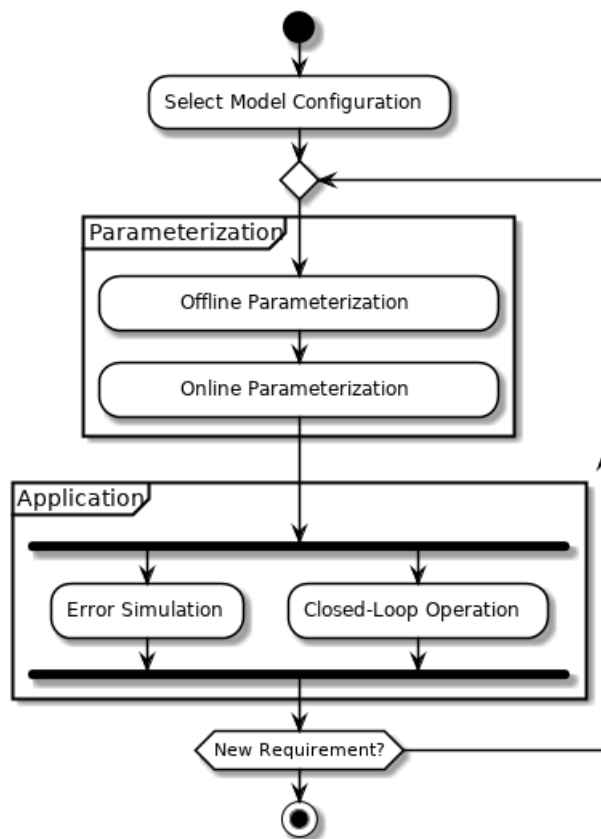 Select Model Configuration
Parameterization
Offline Parameterization
Online Parameterization
Application
Error Simulation
Closed-Loop Operation
New Requirement?